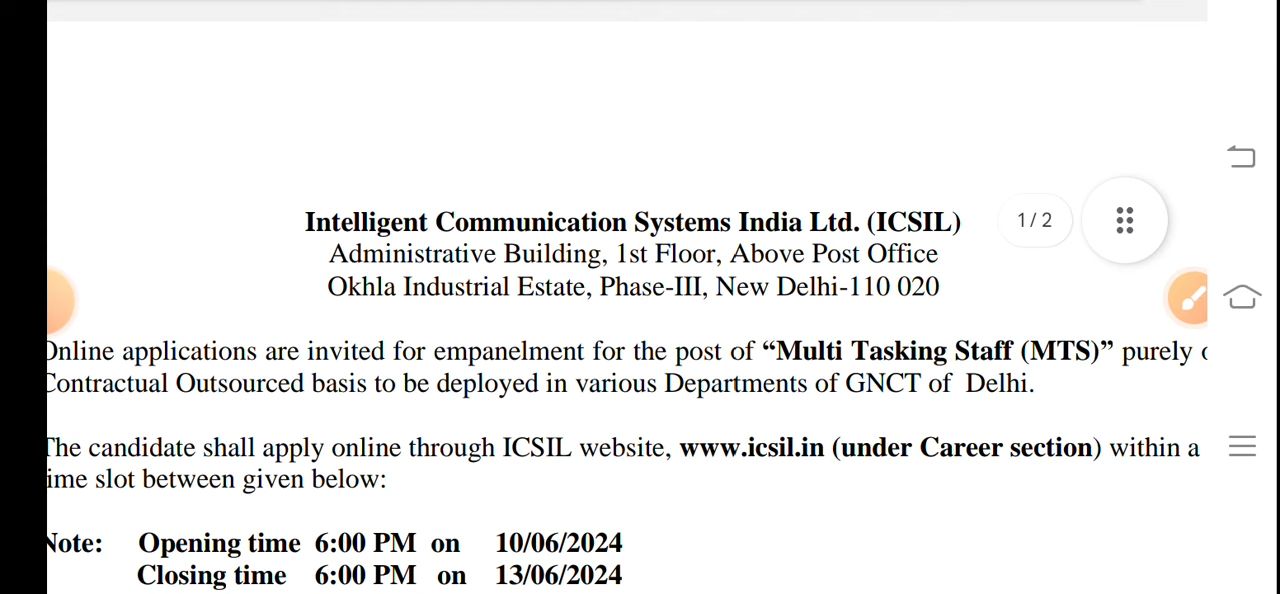 Intelligent Communication Systems India Ltd. (ICSIL)
1/2
Administrative Building, 1st Floor, Above Post Office
Okhla Industrial Estate, Phase-III, New Delhi-110 020
Online applications are invited for empanelment for the post of “Multi Tasking Staff (MTS)” purely
Contractual Outsourced basis to be deployed in various Departments of GNCT of Delhi.
The candidate shall apply online through ICSIL website, www.icsil.in (under Career section) within a
ime slot between given below:
Note: Opening time 6:00 PM on 10/06/2024
Closing time 6:00 PM on 13/06/2024